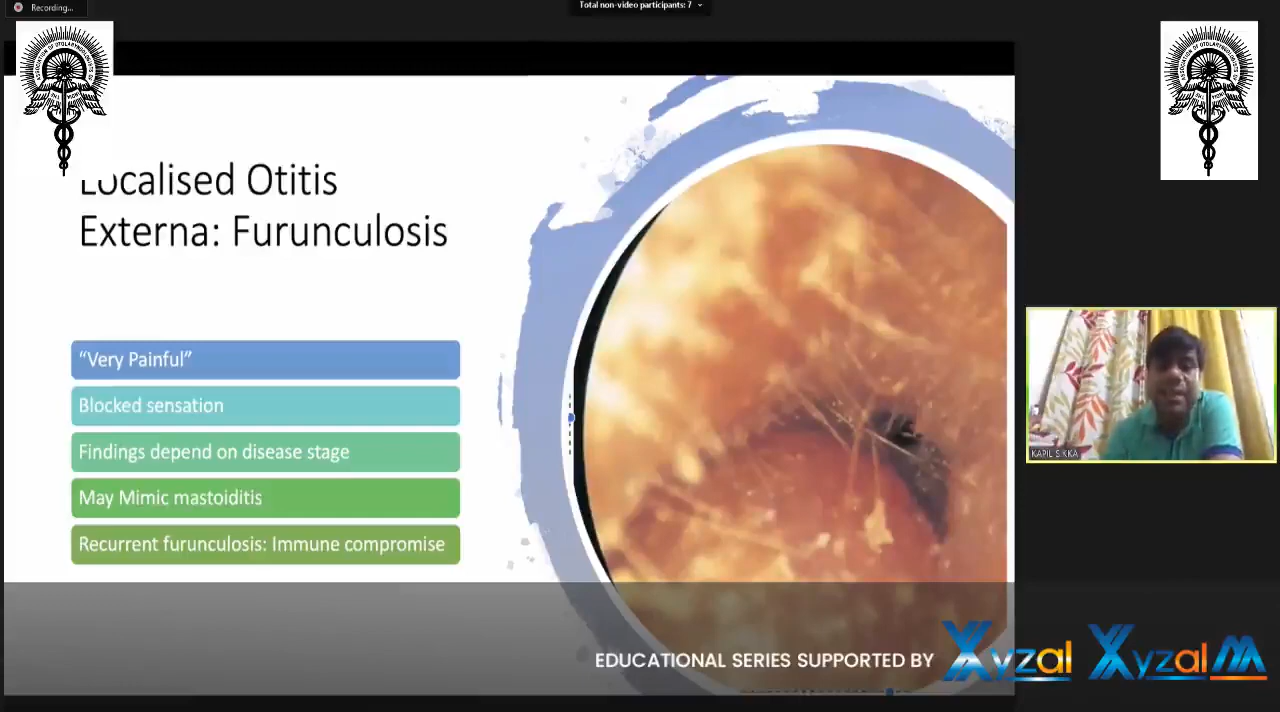 Recording...
Total non-video participants: 7
Localised Otitis
Externa: Furunculosis
“Very Painful”
Blocked sensation
Findings depend on disease stage
May Mimic mastoiditis
Recurrent furunculosis: Immune compromise
KAPIL SIKKA
EDUCATIONAL SERIES SUPPORTED BY
Xyzal
Xyzal M